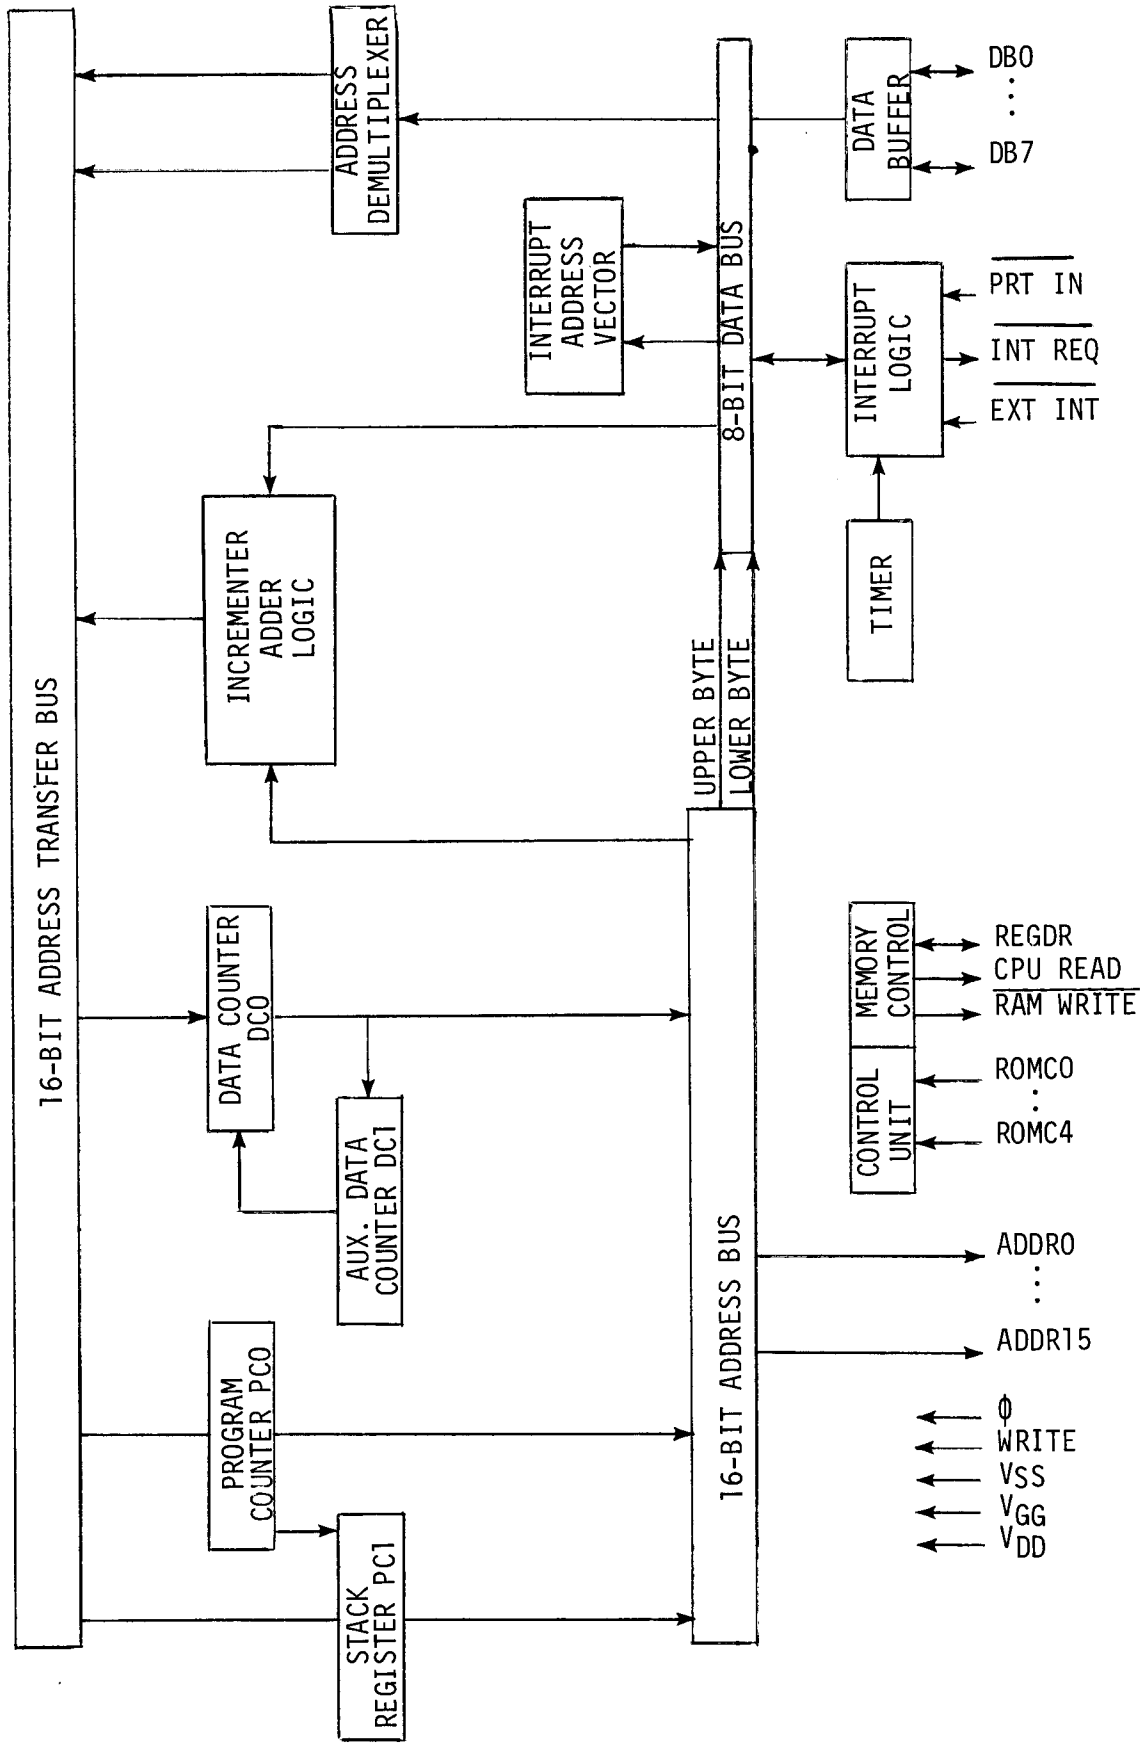 16-BIT ADDRESS TRANSFER BUS
STACK
REGISTER PC1
PROGRAM
COUNTER PC0
AUX. DATA
COUNTER DC1
DATA COUNTER
DC0
INCREMENTER
ADDER
LOGIC
INTERRUPT
ADDRESS
VECTOR
ADDRESS
DEMULTIPLEXER
16-BIT ADDRESS BUS
UPPER BYTE
LOWER BYTE
8-BIT DATA BUS
CONTROL
UNIT
MEMORY
CONTROL
TIMER
INTERRUPT
LOGIC
DATA
BUFFER
DB0
DB7
PRT IN
INT REQ
EXT INT
REGDR
CPU READ
RAM WRITE
ROMC0
ROMC4
ADDR0
ADDR15
ϕ
WRITE
VSS
VGG
VDD